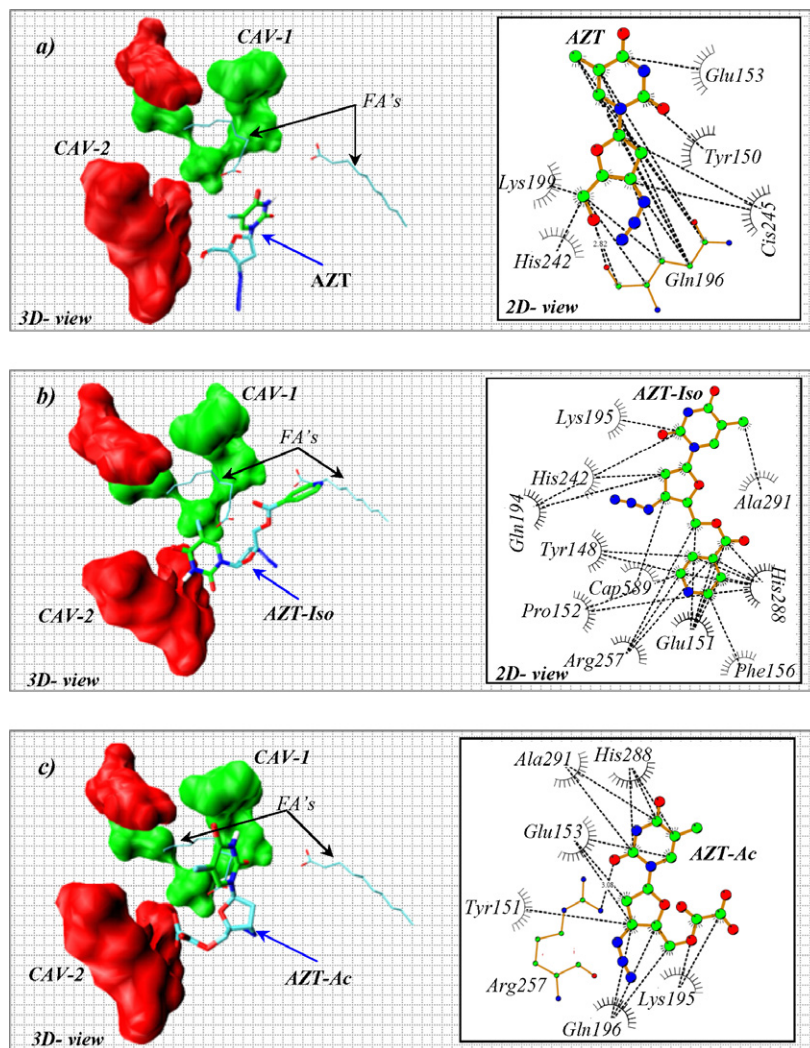 a)
CAV-1
FA's
CAV-2
AZT
3D- view
AZT
Glu153
Tyr150
Lys199
Cis245
His242
2.82
Gln196
2D- view
b)
CAV-1
FA's
CAV-2
AZT-Iso
3D- view
AZT-Iso
Lys195
His242
Ala291
Gln194
Tyr148
Cap589
His288
Pro152
Glu151
Arg257
Phe156
2D- view
c)
CAV-1
FA's
CAV-2
AZT-Ac
3D- view
His288
Ala291
Glu153
AZT-Ac
3.08
Tyr151
Arg257
Lys195
Gln196